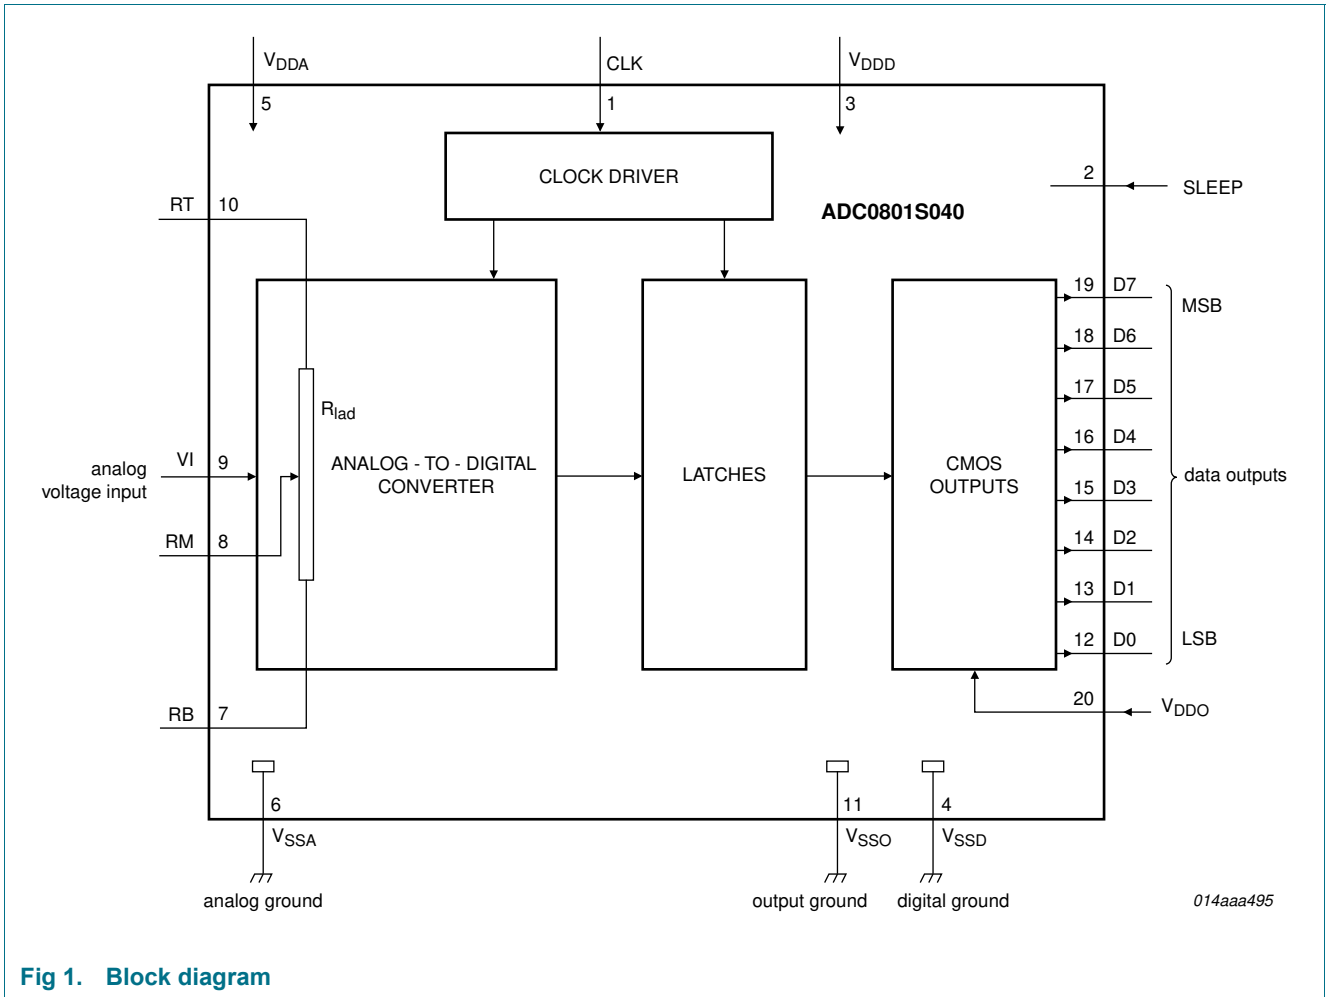 VDDA
CLK
VDDD
5
1
3
CLOCK DRIVER
2
SLEEP
ADC0801S040
RT
10
19
D7
MSB
18
D6
17
D5
Rlad
16
D4
VI
9
analog
voltage input
ANALOG - TO - DIGITAL
CONVERTER
LATCHES
CMOS
OUTPUTS
data outputs
15
D3
RM
8
14
D2
13
D1
12
D0
LSB
RB
7
20
VDDO
6
11
4
VSSA
VSSO
VSSD
analog ground
output ground
digital ground
014aaa495
Fig 1. Block diagram